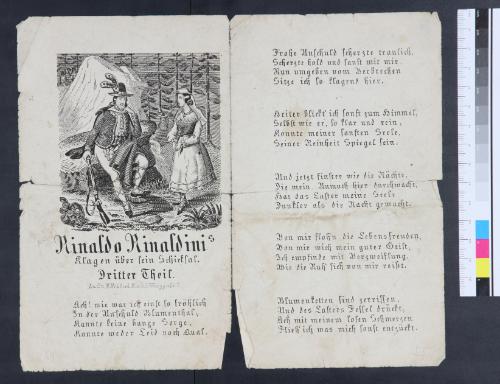 Rinaldo Rinaldini's
Klagen über sein Schicksal.
Dritter Theil.
Ach! wie war ich einst so fröhlich
In der Unschuld Blumenthal,
Kannte keine bange Sorge,
Kannte weder Leid noch Qual.
Frohe Unschuld scherzte traulich,
Scherzte hold und sanft mit mir.
Nun umgeben vom Verbrechen
Sitze ich so klagend hier.
Heiter blickt' ich sonst zum Himmel,
Selbst wie er, so klar und rein,
Konnte meiner sanften Seele,
Seiner Reinheit Spiegel sein.
Und jetzt finster wie die Nächte,
Die mein Unmuth hier durchwacht,
Hat das Laster meine Seele
Dunkler als die Nacht gemacht.
Von mir floh'n die Lebensfreuden,
Von mir wich mein guter Geist,
Ich empfinde mit Verzweiflung,
Wie die Ruh' sich von mir reißt.
Blumenketten sind zerrissen,
Und des Lasters Fessel drückt,
Ach mit meinem losen Schmerzen
Flieh't was mich sonst entzückt.